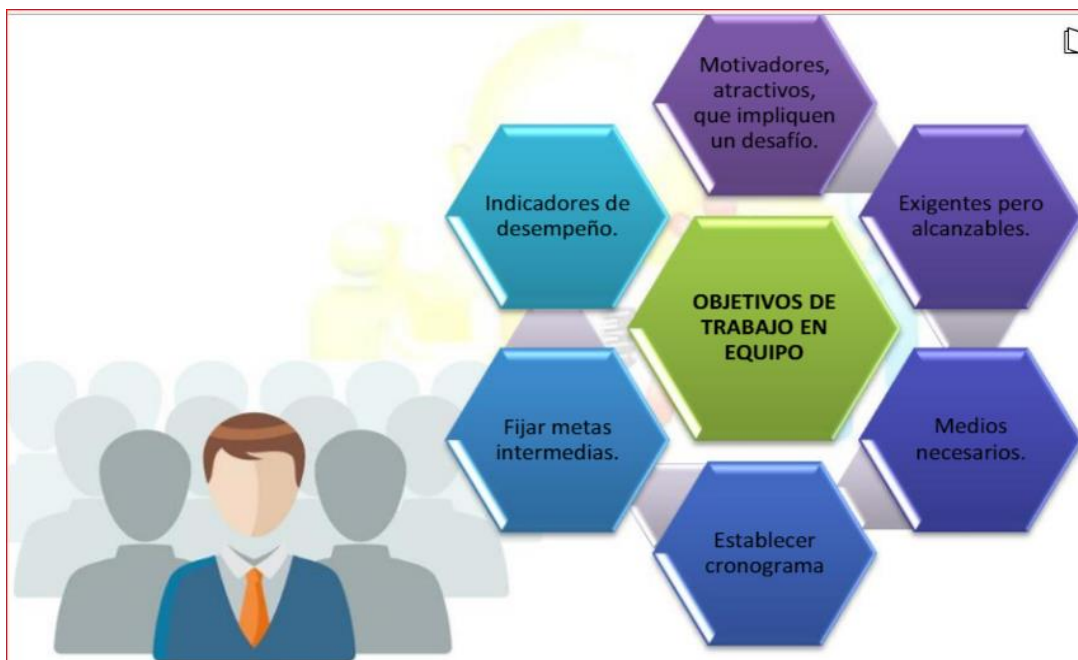 Motivadores,
atractivos,
que impliquen
un desafío.
Exigentes pero
alcanzables.
Medios
necesarios.
Establecer
cronograma
Fijar metas
intermedias.
Indicadores de
desempeño.
OBJETIVOS DE
TRABAJO EN
EQUIPO